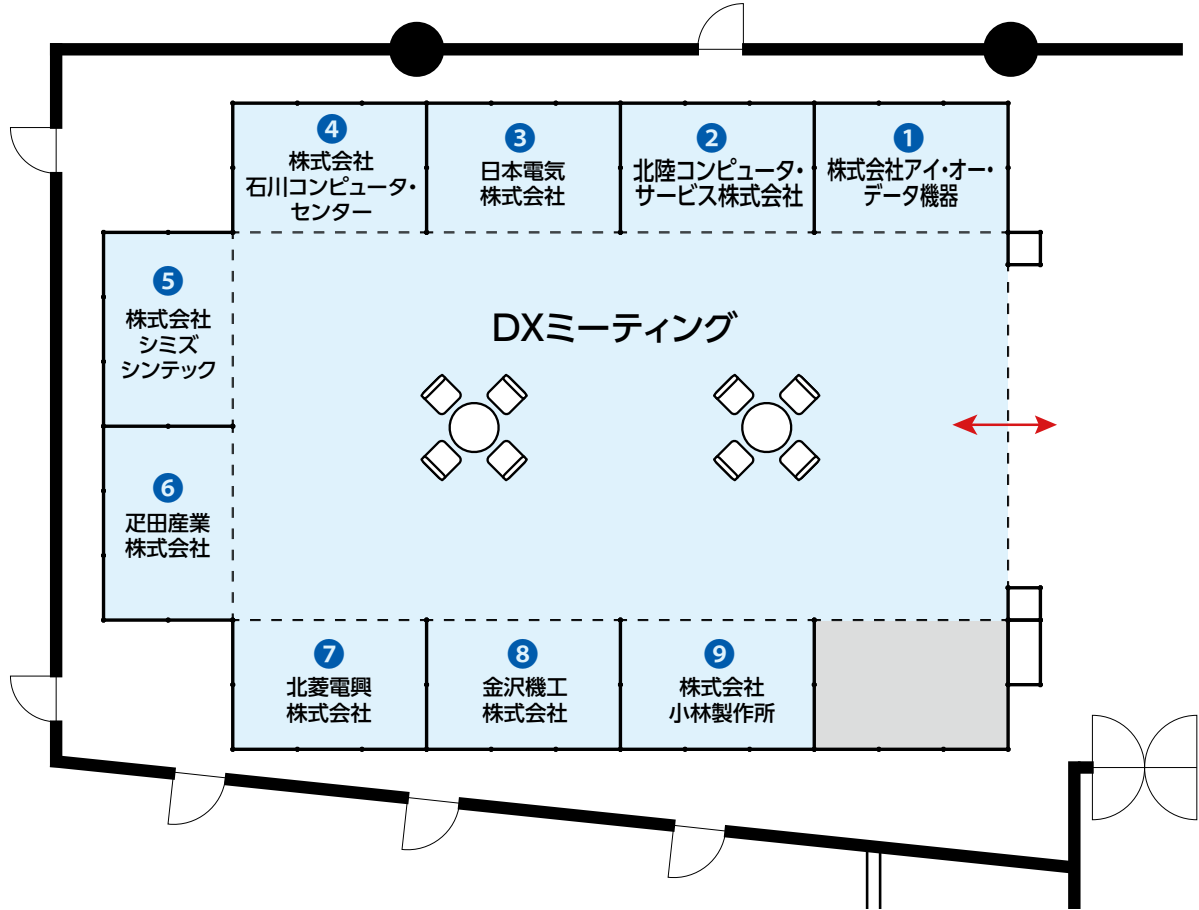 4
株式会社
石川コンピュータ・
センター
3
日本電気
株式会社
2
北陸コンピュータ・
サービス株式会社
1
株式会社アイ・オー・
データ機器
5
株式会社
シミズ
シンテック
DXミーティング
6
疋田産業
株式会社
7
北菱電興
株式会社
8
金沢機工
株式会社
9
株式会社
小林製作所